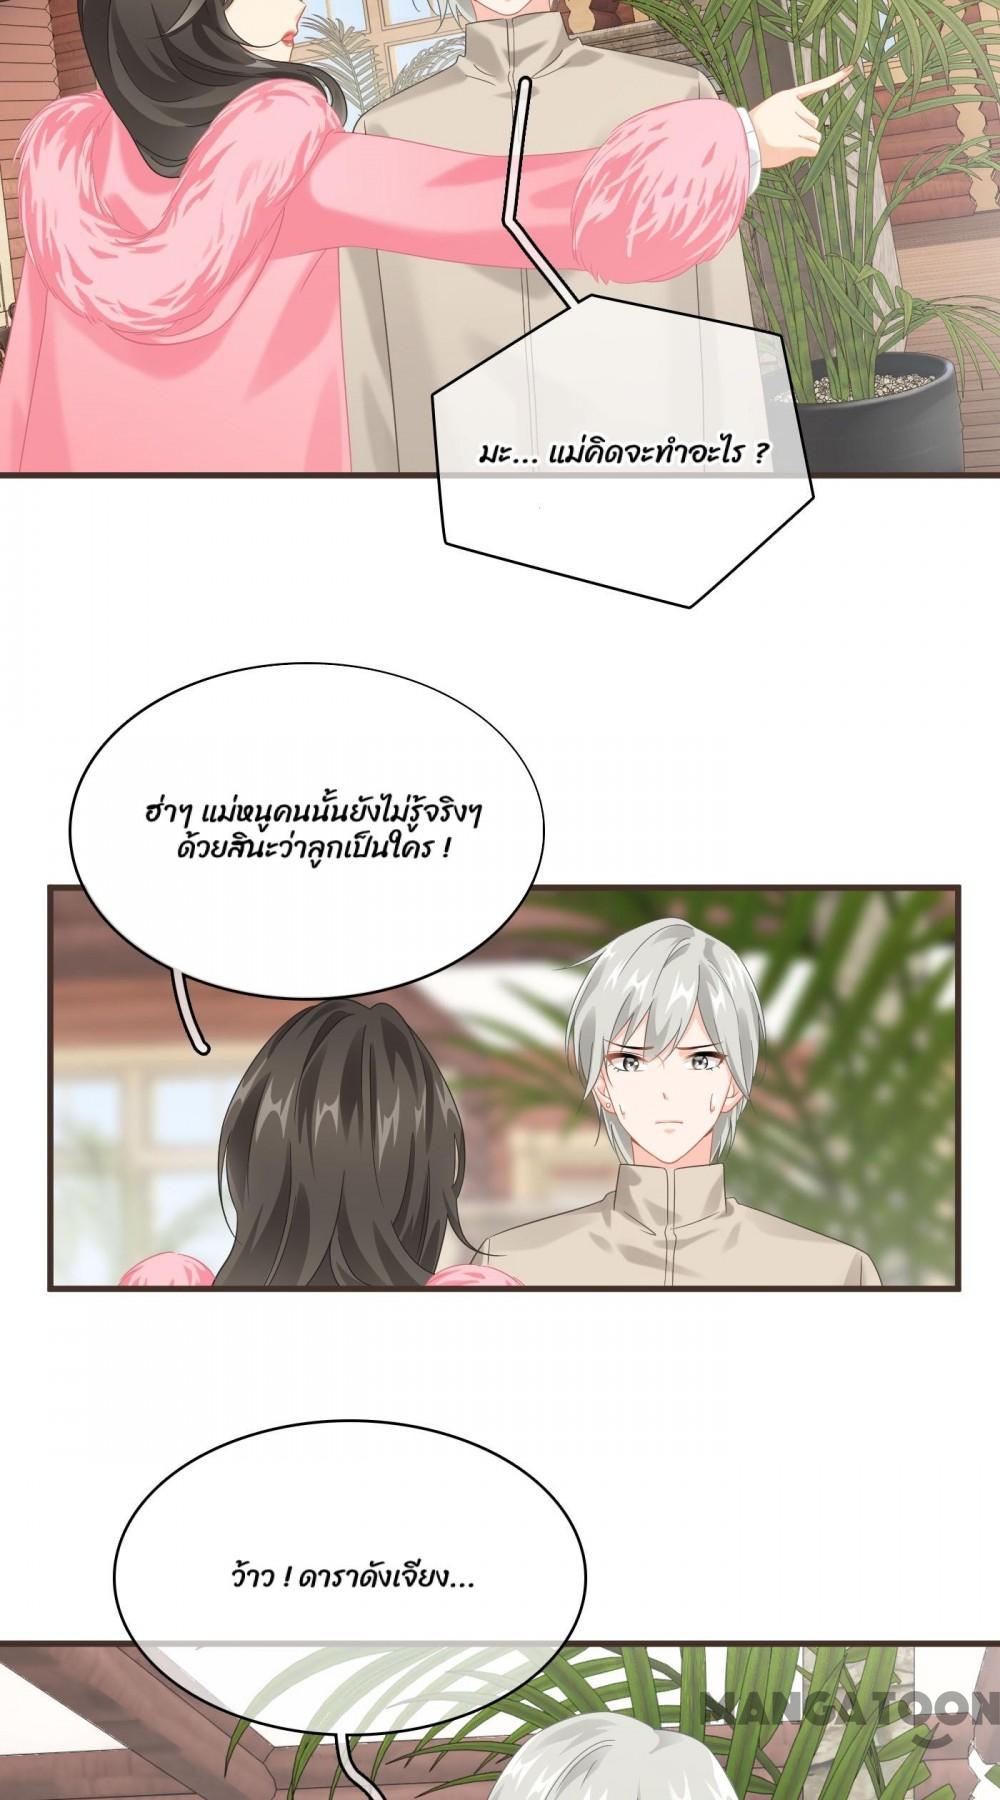 มะ... แม่คิดจะทำอะไร ?
ฮ่าๆ แม่หนูคนนั้นยังไม่รู้จริงๆ
ด้วยสินะว่าลูกเป็นใคร !
ว้าว ! ดาราดังเจียง...
MANGATOON